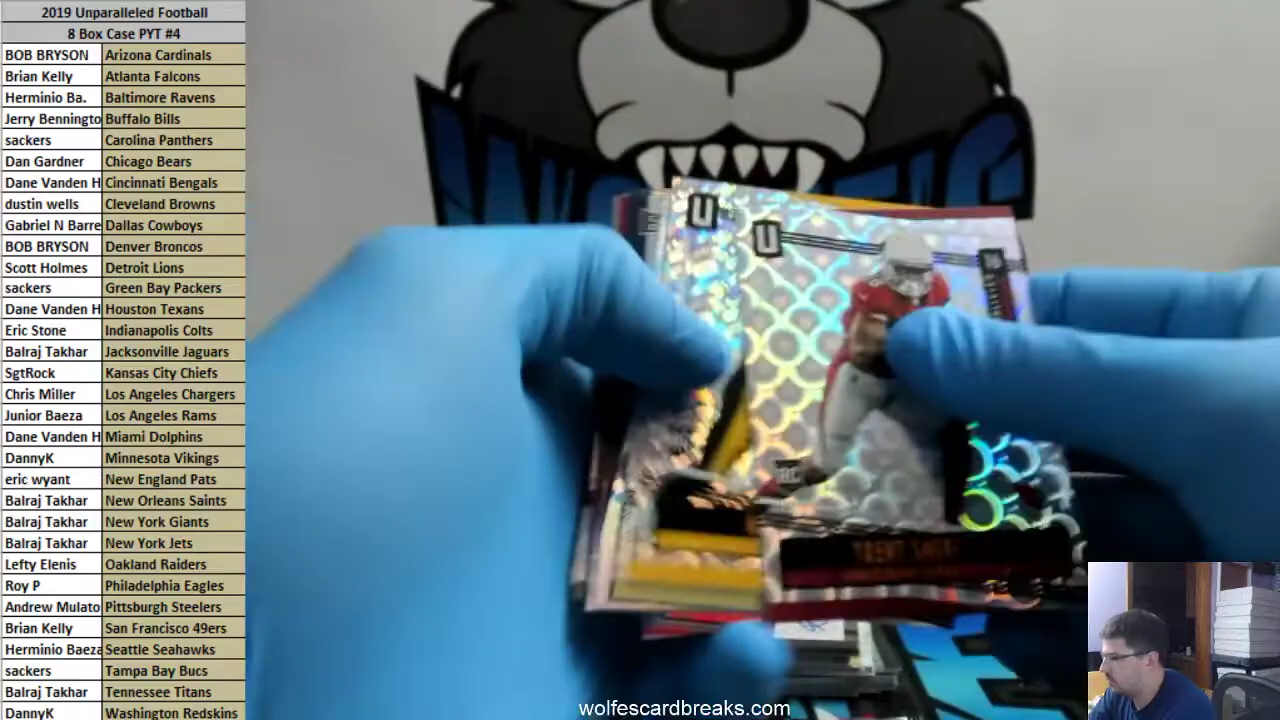 2019 Unparalleled Football
8 Box Case PYT #4
BOB BRYSON Arizona Cardinals
Brian Kelly Atlanta Falcons
Herminio Ba. Baltimore Ravens
Jerry Benningto Buffalo Bills
sackers Carolina Panthers
Dan Gardner Chicago Bears
Dane Vanden H Cincinnati Bengals
dustin wells Cleveland Browns
Gabriel N Barre Dallas Cowboys
BOB BRYSON Denver Broncos
Scott Holmes Detroit Lions
sackers Green Bay Packers
Dane Vanden H Houston Texans
Eric Stone Indianapolis Colts
Balraj Takhar Jacksonville Jaguars
SgtRock Kansas City Chiefs
Chris Miller Los Angeles Chargers
Junior Baeza Los Angeles Rams
Dane Vanden H Miami Dolphins
DannyK Minnesota Vikings
eric wyant New England Pats
Balraj Takhar New Orleans Saints
Balraj Takhar New York Giants
Balraj Takhar New York Jets
Lefty Elenis Oakland Raiders
Roy P Philadelphia Eagles
Andrew Mulato Pittsburgh Steelers
Brian Kelly San Francisco 49ers
Herminio Baeza Seattle Seahawks
sackers Tampa Bay Bucs
Balraj Takhar Tennessee Titans
DannyK Washington Redskins
U
U
wolfescardbreaks.com